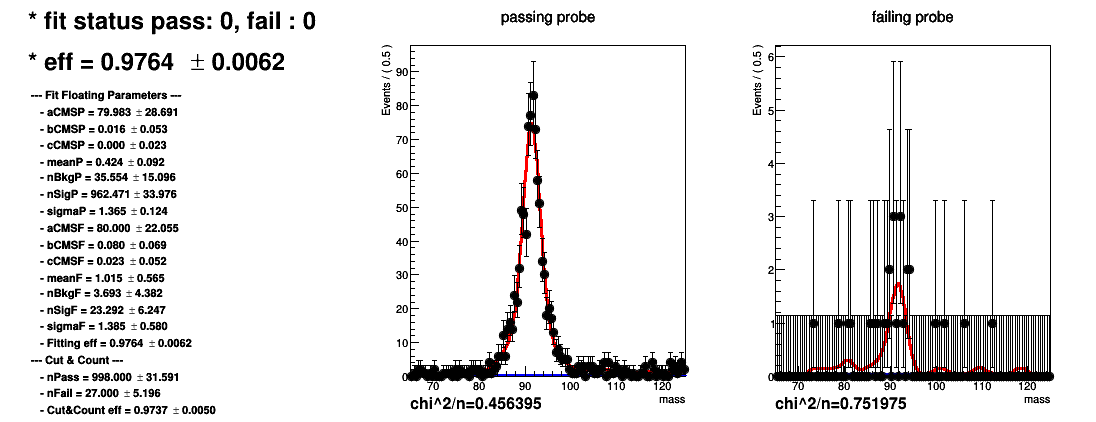 * fit status pass: 0, fail : 0
* eff = 0.9764 ± 0.0062
--- Fit Floating Parameters ---
- aCMSP = 79.983 ± 28.691
- bCMSP = 0.016 ± 0.053
- cCMSP = 0.000 ± 0.023
- meanP = 0.424 ± 0.092
- nBkgP = 35.554 ± 15.096
- nSigP = 962.471 ± 33.976
- sigmaP = 1.365 ± 0.124
- aCMSF = 80.000 ± 22.055
- bCMSF = 0.080 ± 0.069
- cCMSF = 0.023 ± 0.052
- meanF = 1.015 ± 0.565
- nBkgF = 3.693 ± 4.382
- nSigF = 23.292 ± 6.247
- sigmaF = 1.385 ± 0.580
- Fitting eff = 0.9764 ± 0.0062
--- Cut & Count ---
- nPass = 998.000 ± 31.591
- nFail = 27.000 ± 5.196
- Cut&Count eff = 0.9737 ± 0.0050
passing probe
Events / ( 0.5 )
90
80
70
60
50
40
30
20
10
0
70 80 90 100 110 120
mass
chi^2/n=0.456395
failing probe
Events / ( 0.5 )
6
5
4
3
2
1
0
70 80 90 100 110 120
mass
chi^2/n=0.751975